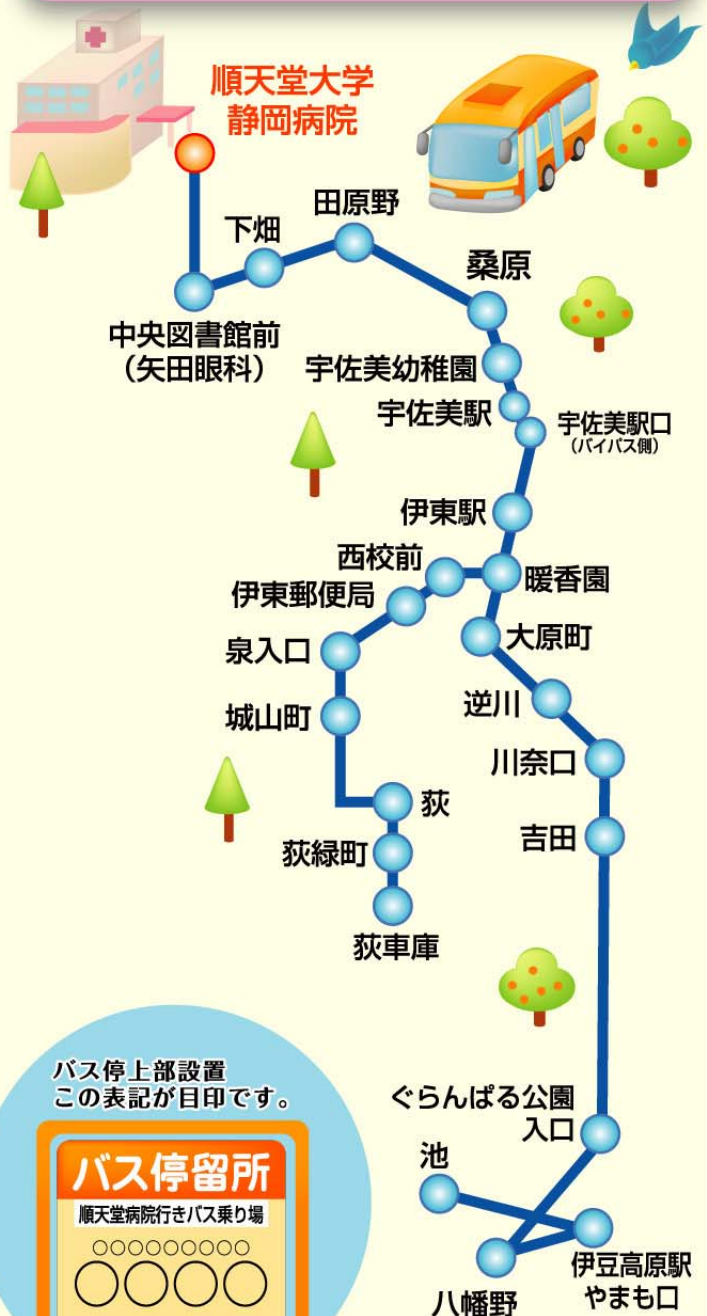 順天堂大学
静岡病院
田原野
下畑
桑原
中央図書館前
（矢田眼科）
宇佐美幼稚園
宇佐美駅
宇佐美駅口
（バイパス側）
伊東駅
西校前
暖香園
伊東郵便局
大原町
泉入口
逆川
城山町
川奈口
荻
吉田
荻緑町
荻車庫
バス停上部設置
この表記が目印です。
ぐらんぱる公園
入口
池
バス停留所
順天堂病院行きバス乗り場
○○○○○○○○○
○○○○
伊豆高原駅
やまも口
八幡野